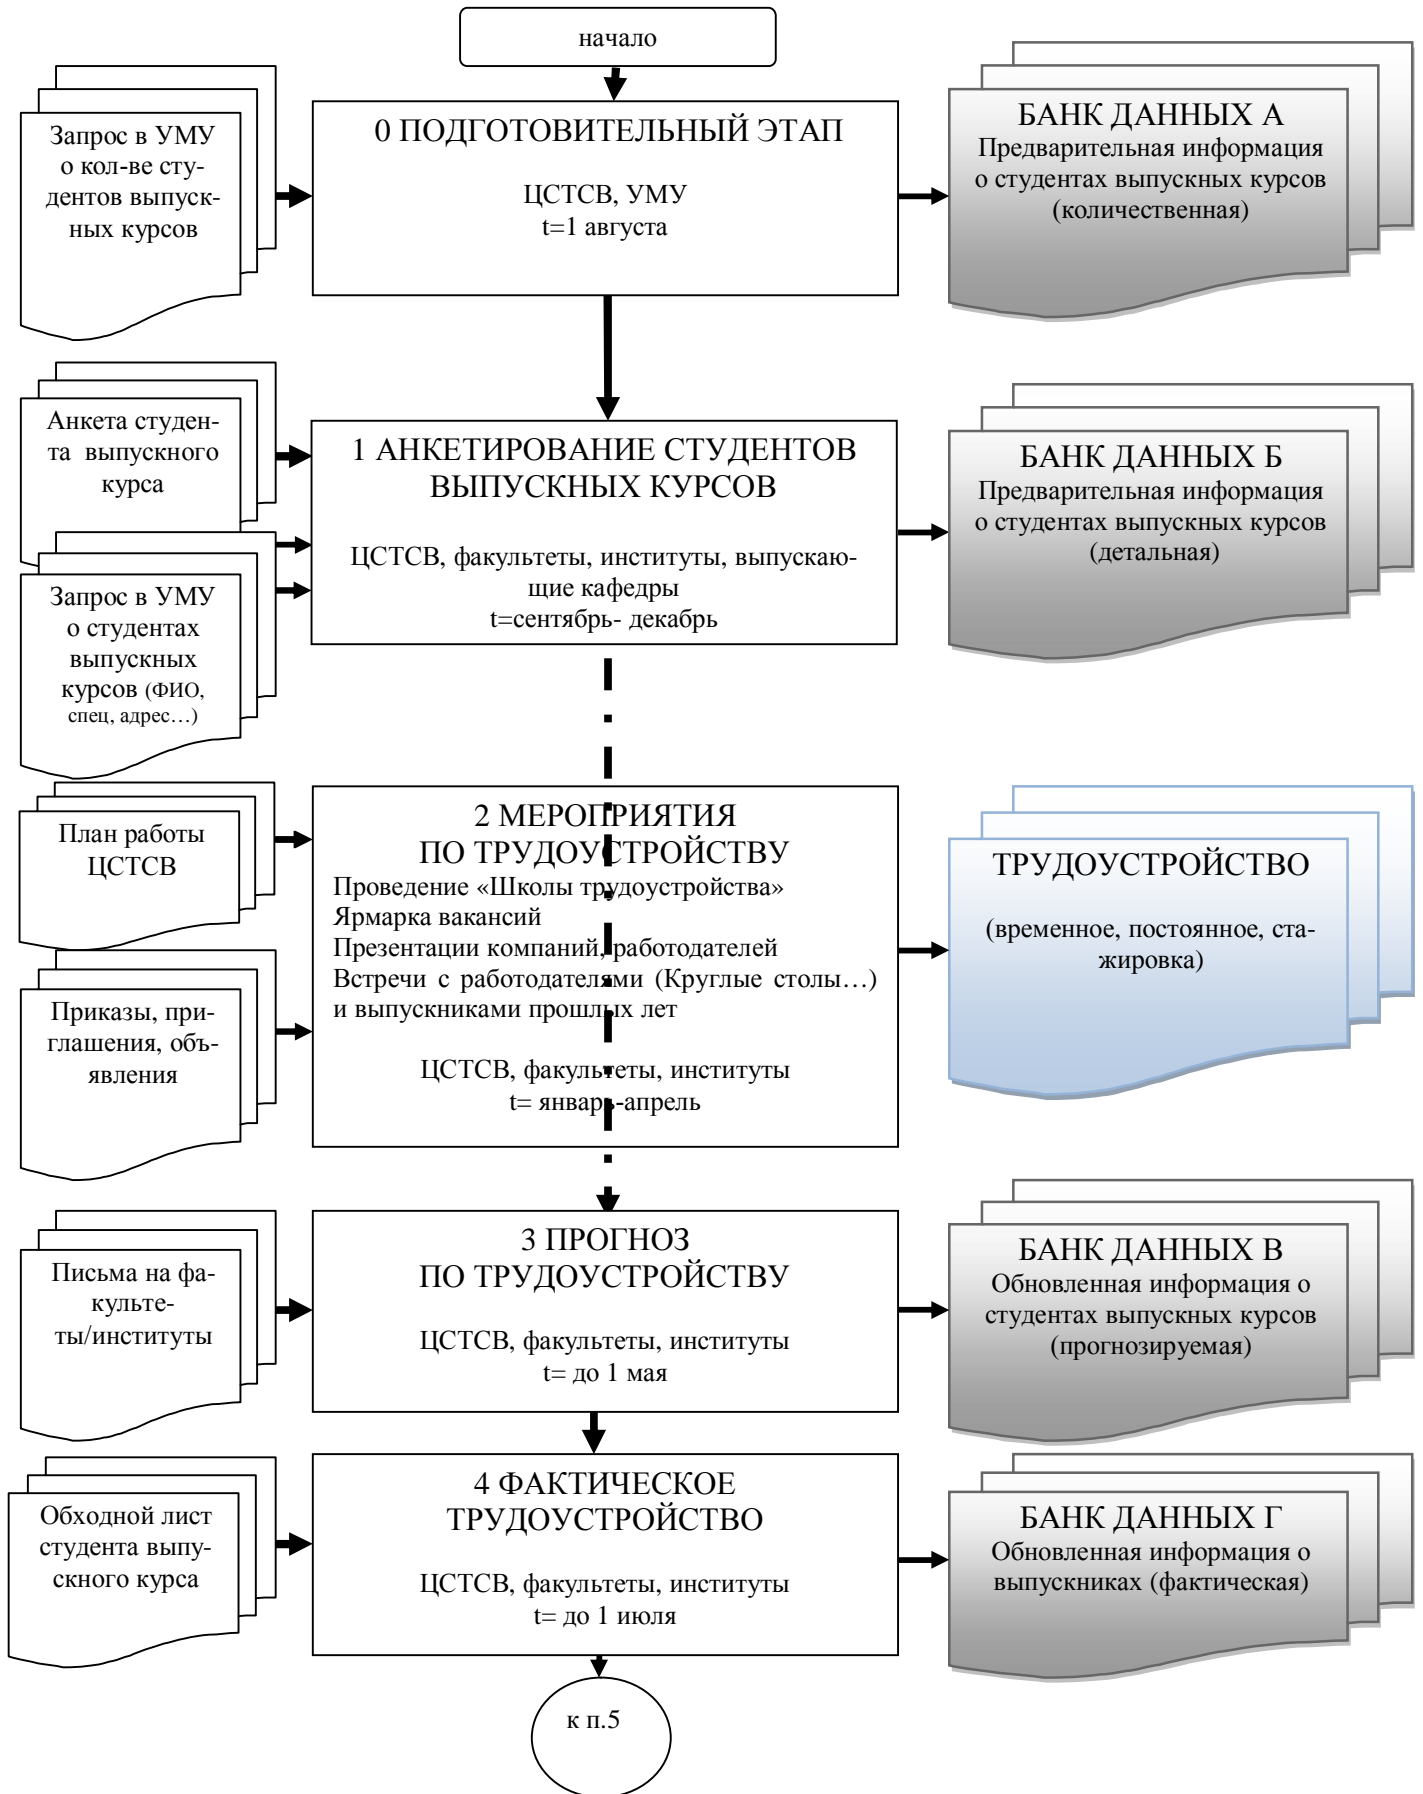 начало
Запрос в УМУ
о кол-ве сту-
дентов выпуск-
ных курсов
0 ПОДГОТОВИТЕЛЬНЫЙ ЭТАП
ЦСТСВ, УМУ
t=1 августа
БАНК ДАННЫХ А
Предварительная информация
о студентах выпускных курсов
(количественная)
Анкета студен-
та выпускного
курса
Запрос в УМУ
о студентах
выпускных
курсов (ФИО,
спец, адрес…)
1 АНКЕТИРОВАНИЕ СТУДЕНТОВ
ВЫПУСКНЫХ КУРСОВ
ЦСТСВ, факультеты, институты, выпускаю-
щие кафедры
t=сентябрь- декабрь
БАНК ДАННЫХ Б
Предварительная информация
о студентах выпускных курсов
(детальная)
План работы
ЦСТСВ
Приказы, при-
глашения, объ-
явления
2 МЕРОПРИЯТИЯ
ПО ТРУДОУСТРОЙСТВУ
Проведение «Школы трудоустройства»
Ярмарка вакансий
Презентации компаний, работодателей
Встречи с работодателями (Круглые столы…)
и выпускниками прошлых лет
ЦСТСВ, факультеты, институты
t= январь-апрель
ТРУДОУСТРОЙСТВО
(временное, постоянное, ста-
жировка)
Письма на фа-
культе-
ты/институты
3 ПРОГНОЗ
ПО ТРУДОУСТРОЙСТВУ
ЦСТСВ, факультеты, институты
t= до 1 мая
БАНК ДАННЫХ В
Обновленная информация о
студентах выпускных курсов
(прогнозируемая)
Обходной лист
студента выпу-
скного курса
4 ФАКТИЧЕСКОЕ
ТРУДОУСТРОЙСТВО
ЦСТСВ, факультеты, институты
t= до 1 июля
БАНК ДАННЫХ Г
Обновленная информация о
выпускниках (фактическая)
к п.5